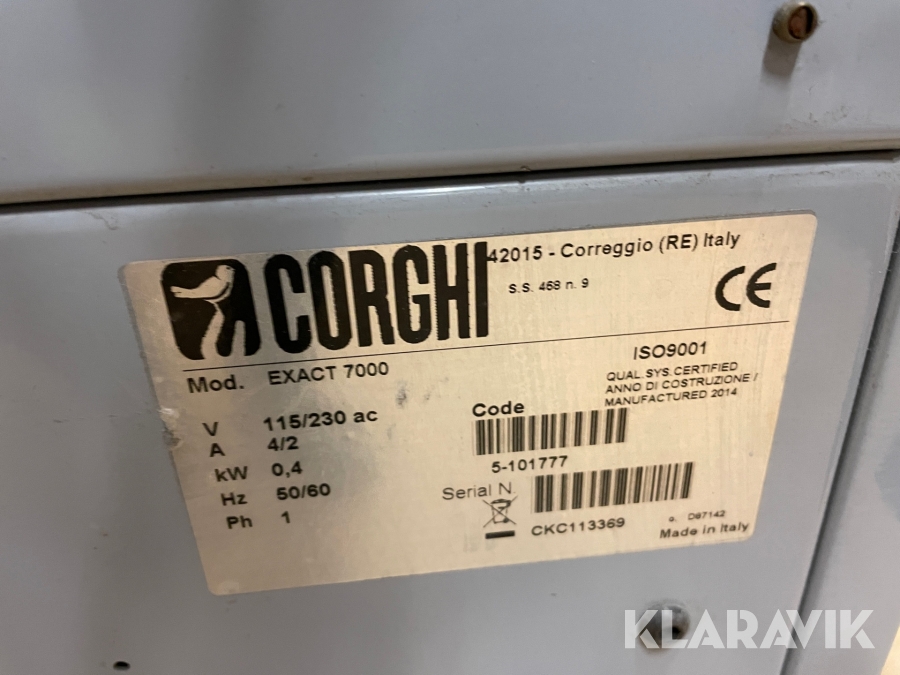 CORGHI
42015 - Correggio (RE) Italy
S.S. 468 n. 9
CE
Mod. EXACT 7000
ISO9001
QUAL.SYS.CERTIFIED
ANNO DI COSTRUZIONE /
MANUFACTURED 2014
V 115/230 ac
A 4/2
kW 0,4
Hz 50/60
Ph 1
Code
5-101777
Serial N.
CKC113369
o. D87142
Made in Italy
KLARAVIK